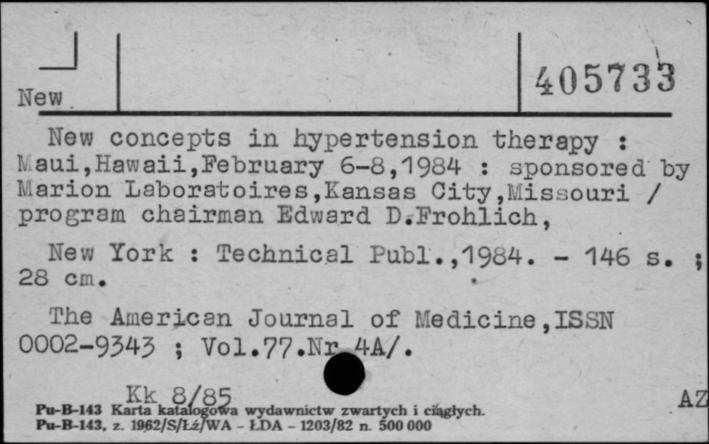 405733
New
New concepts in hypertension therapy :
Maui,Hawaii,February 6-8,1984 : sponsored by
Marion Laboratoires,Kansas City,Missouri /
program chairman Edward D.Frohlich,
New York : Technical Publ.,1984. - 146 s. ;
28 cm.
The American Journal of Medicine,ISSN
0002-9343 ; Vol.77.Nr 4A/.
Kk 8/85
AZ
Pu-B-143 Karta katalogowa wydawnictw zwartych i ciągłych.
Pu-B-143, z. 1962/S/Łź/WA - ŁDA - 1203/82 n. 500 000